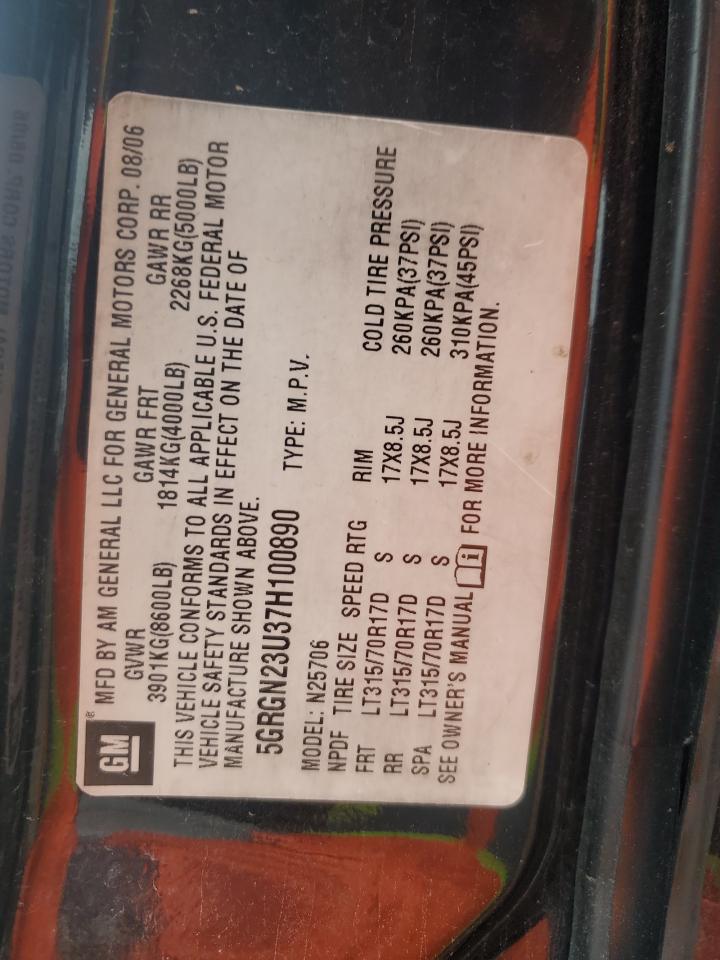 GM®
MFD BY AM GENERAL LLC FOR GENERAL MOTORS CORP. 08/06
GVWR GAWR FRT GAWR RR
3901KG(8600LB) 1814KG(4000LB) 2268KG(5000LB)
THIS VEHICLE CONFORMS TO ALL APPLICABLE U.S. FEDERAL MOTOR
VEHICLE SAFETY STANDARDS IN EFFECT ON THE DATE OF
MANUFACTURE SHOWN ABOVE.
5GRGN23U37H100890 TYPE: M.P.V.
MODEL: N25706
NPDF TIRE SIZE SPEED RTG RIM COLD TIRE PRESSURE
FRT LT315/70R17D S 17X8.5J 260KPA(37PSI)
RR LT315/70R17D S 17X8.5J 260KPA(37PSI)
SPA LT315/70R17D S 17X8.5J 310KPA(45PSI)
SEE OWNER'S MANUAL i FOR MORE INFORMATION.